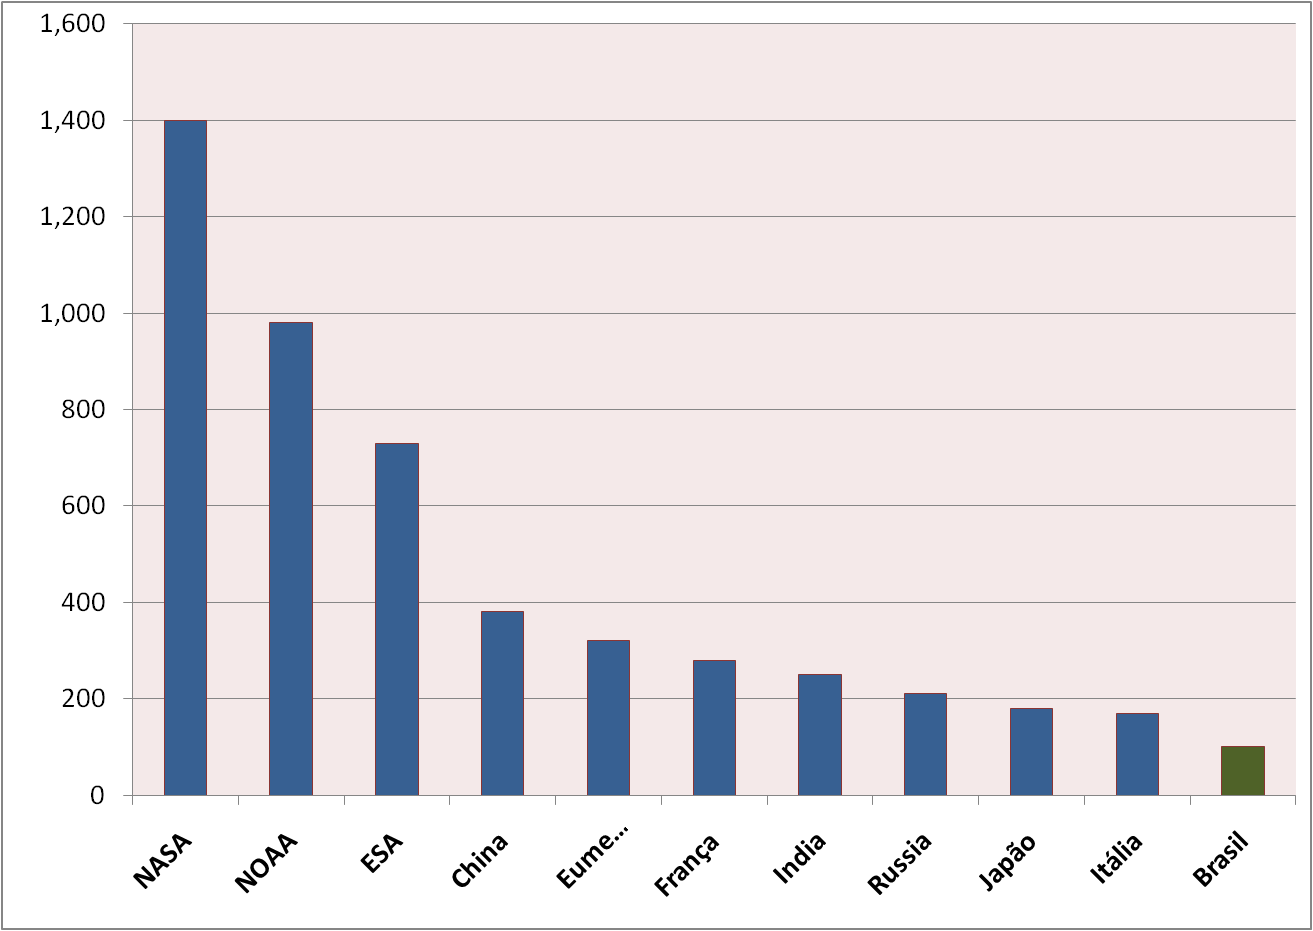 1,600
1,400
1,200
1,000
800
600
400
200
0
NASA
NOAA
ESA
China
Eume...
França
India
Russia
Japão
Itália
Brasil